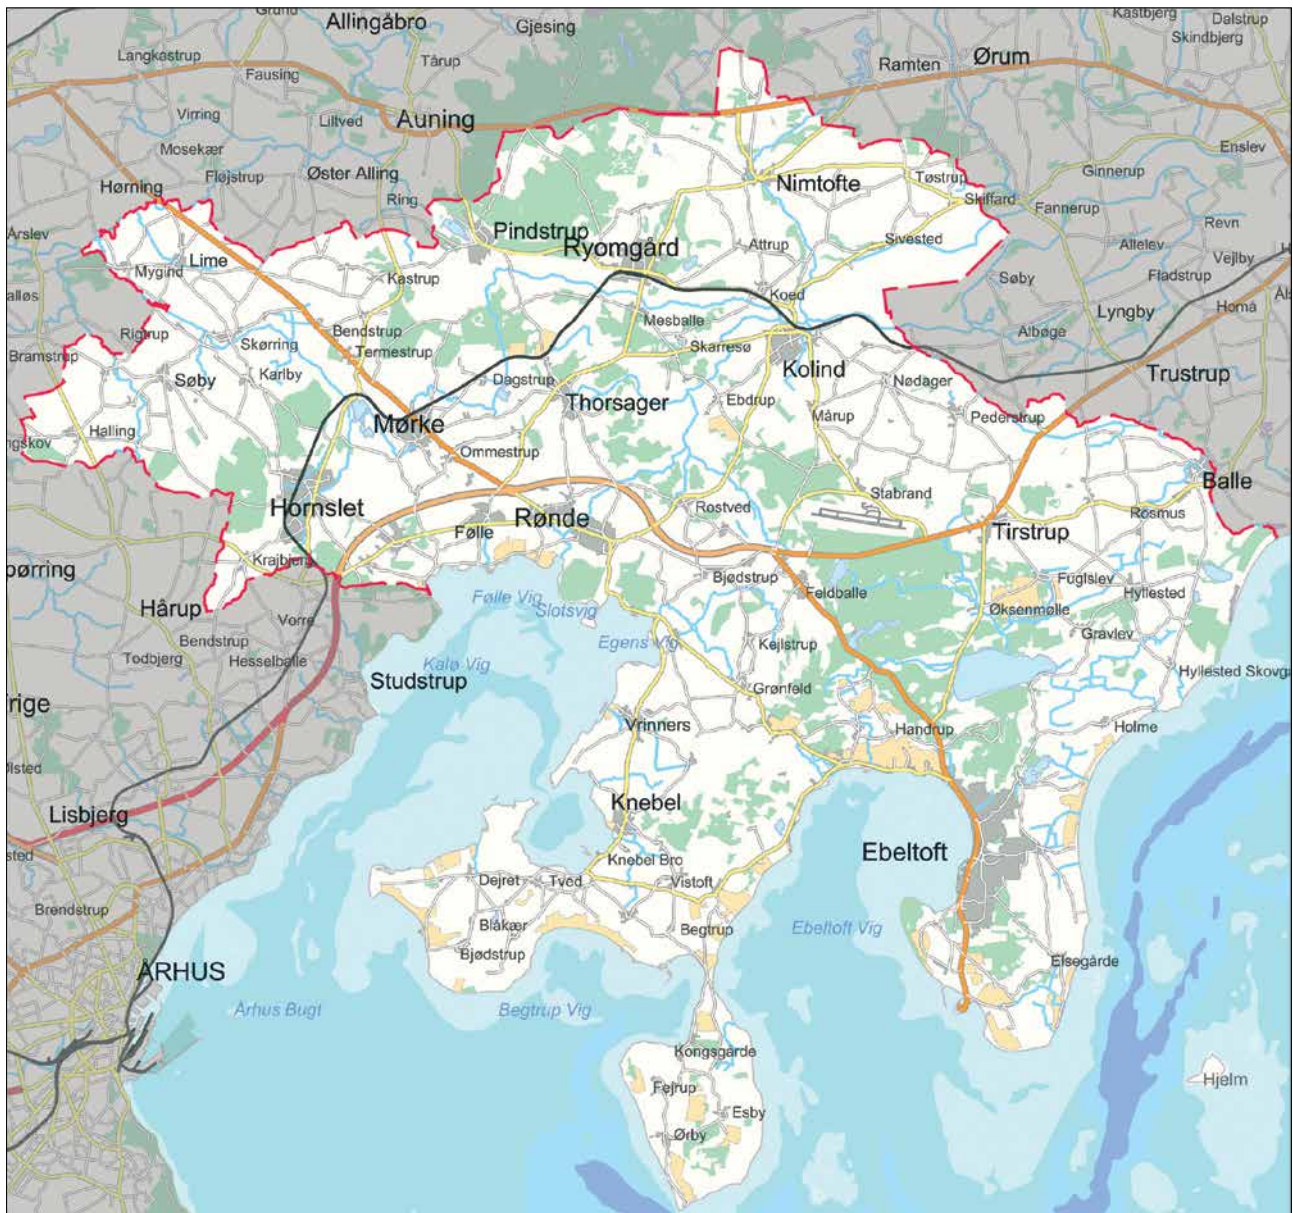 Grund
Allingåbro
Gjesing
Kastbjerg
Dalstrup
Skindbjerg
Langkastrup
Tårup
Ramten
Ørum
Fausing
Virring
Liltved
Auning
Mosekær
Enslev
Fløjstrup
Øster Alling
Ginnerup
Hørning
Ring
Nimtofte
Tøstrup
Skiffard
Fannerup
Revn
Årslev
Pindstrup
Ryomgård
Attrup
Sivested
Allelev
Vejlby
Lime
Mygind
Kastrup
Søby
Fladstrup
Koed
Homå
Mesballe
Lyngby
Rigtrup
Bendstrup
Albøge
Skørring
Termestrup
Skarresø
Bramstrup
Søby
Karlby
Dagstrup
Kolind
Nødager
Trustrup
Thorsager
Ebdrup
Mårup
Pederstrup
Halling
Mørke
Ommestrup
Balle
Stabrand
Hornslet
Følle
Rønde
Rostved
Rosmus
Tirstrup
Krajbjerg
Bjødstrup
Feldballe
Fuglslev
Hyllested
Hårup
Følle Vig
Slotsvig
Øksenmølle
Vorre
Bendstrup
Egens Vig
Kejlstrup
Gravlev
Todbjerg
Hesselballe
Kalø Vig
Studstrup
Grønfeld
Hyllested Skovga
Vrinners
Handrup
Holme
Knebel
Lisbjerg
Ebeltoft
Knebel Bro
Dejret
Tved
Vistoft
Brendstrup
Blåkær
Begtrup
Ebeltoft Vig
Bjødstrup
Elsegårde
ÅRHUS
Århus Bugt
Begtrup Vig
Kongsgårde
Hjelm
Fejrup
Esby
Ørby